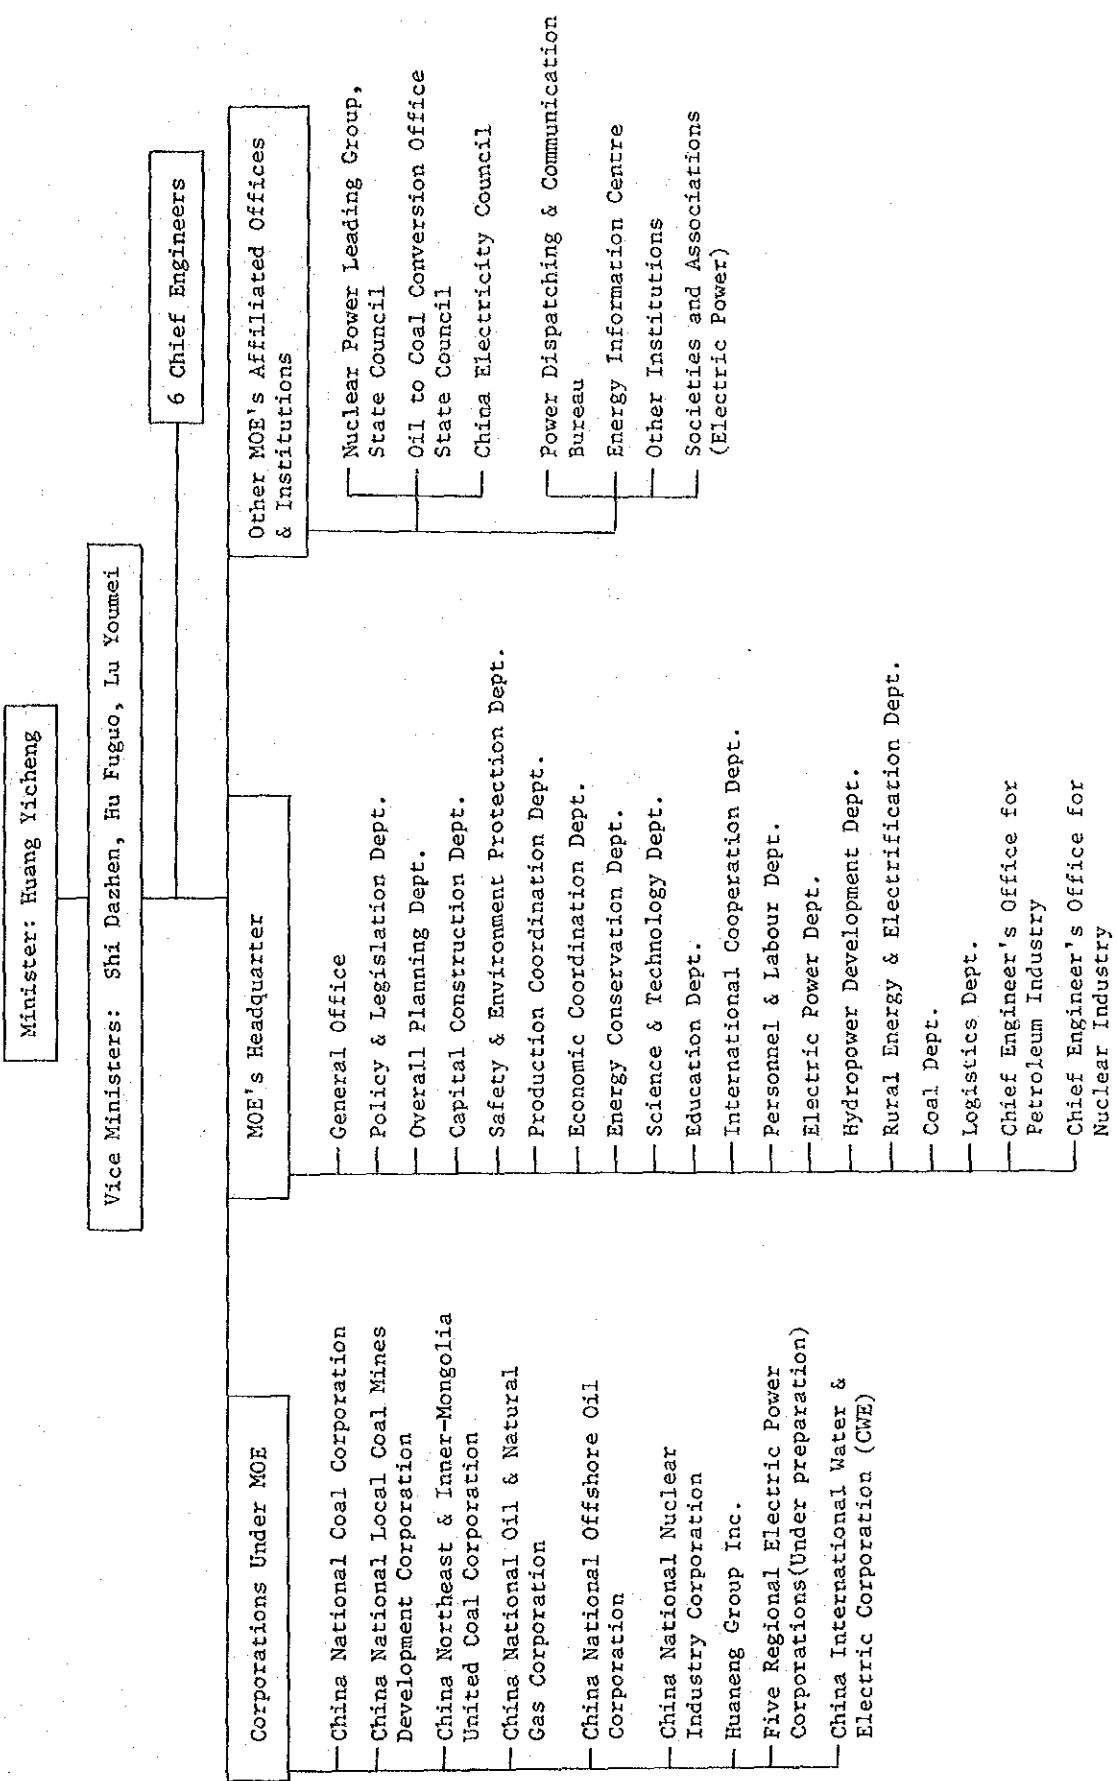 Minister: Huang Yicheng
Vice Ministers: Shi Dazhen, Hu Fuguo, Lu Youmei
6 Chief Engineers
Corporations Under MOE
China National Coal Corporation
China National Local Coal Mines
Development Corporation
China Northeast & Inner-Mongolia
United Coal Corporation
China National Oil & Natural
Gas Corporation
China National Offshore Oil
Corporation
China National Nuclear
Industry Corporation
Huaneng Group Inc.
Five Regional Electric Power
Corporations(Under preparation)
China International Water &
Electric Corporation (CWE)
MOE's Headquarter
General Office
Policy & Legislation Dept.
Overall Planning Dept.
Capital Construction Dept.
Safety & Environment Protection Dept.
Production Coordination Dept.
Economic Coordination Dept.
Energy Conservation Dept.
Science & Technology Dept.
Education Dept.
International Cooperation Dept.
Personnel & Labour Dept.
Electric Power Dept.
Hydropower Development Dept.
Rural Energy & Electrification Dept.
Coal Dept.
Logistics Dept.
Chief Engineer's Office for
Petroleum Industry
Chief Engineer's Office for
Nuclear Industry
Other MOE's Affiliated Offices
& Institutions
Nuclear Power Leading Group,
State Council
Oil to Coal Conversion Office
State Council
China Electricity Council
Power Dispatching & Communication
Bureau
Energy Information Centre
Other Institutions
Societies and Associations
(Electric Power)